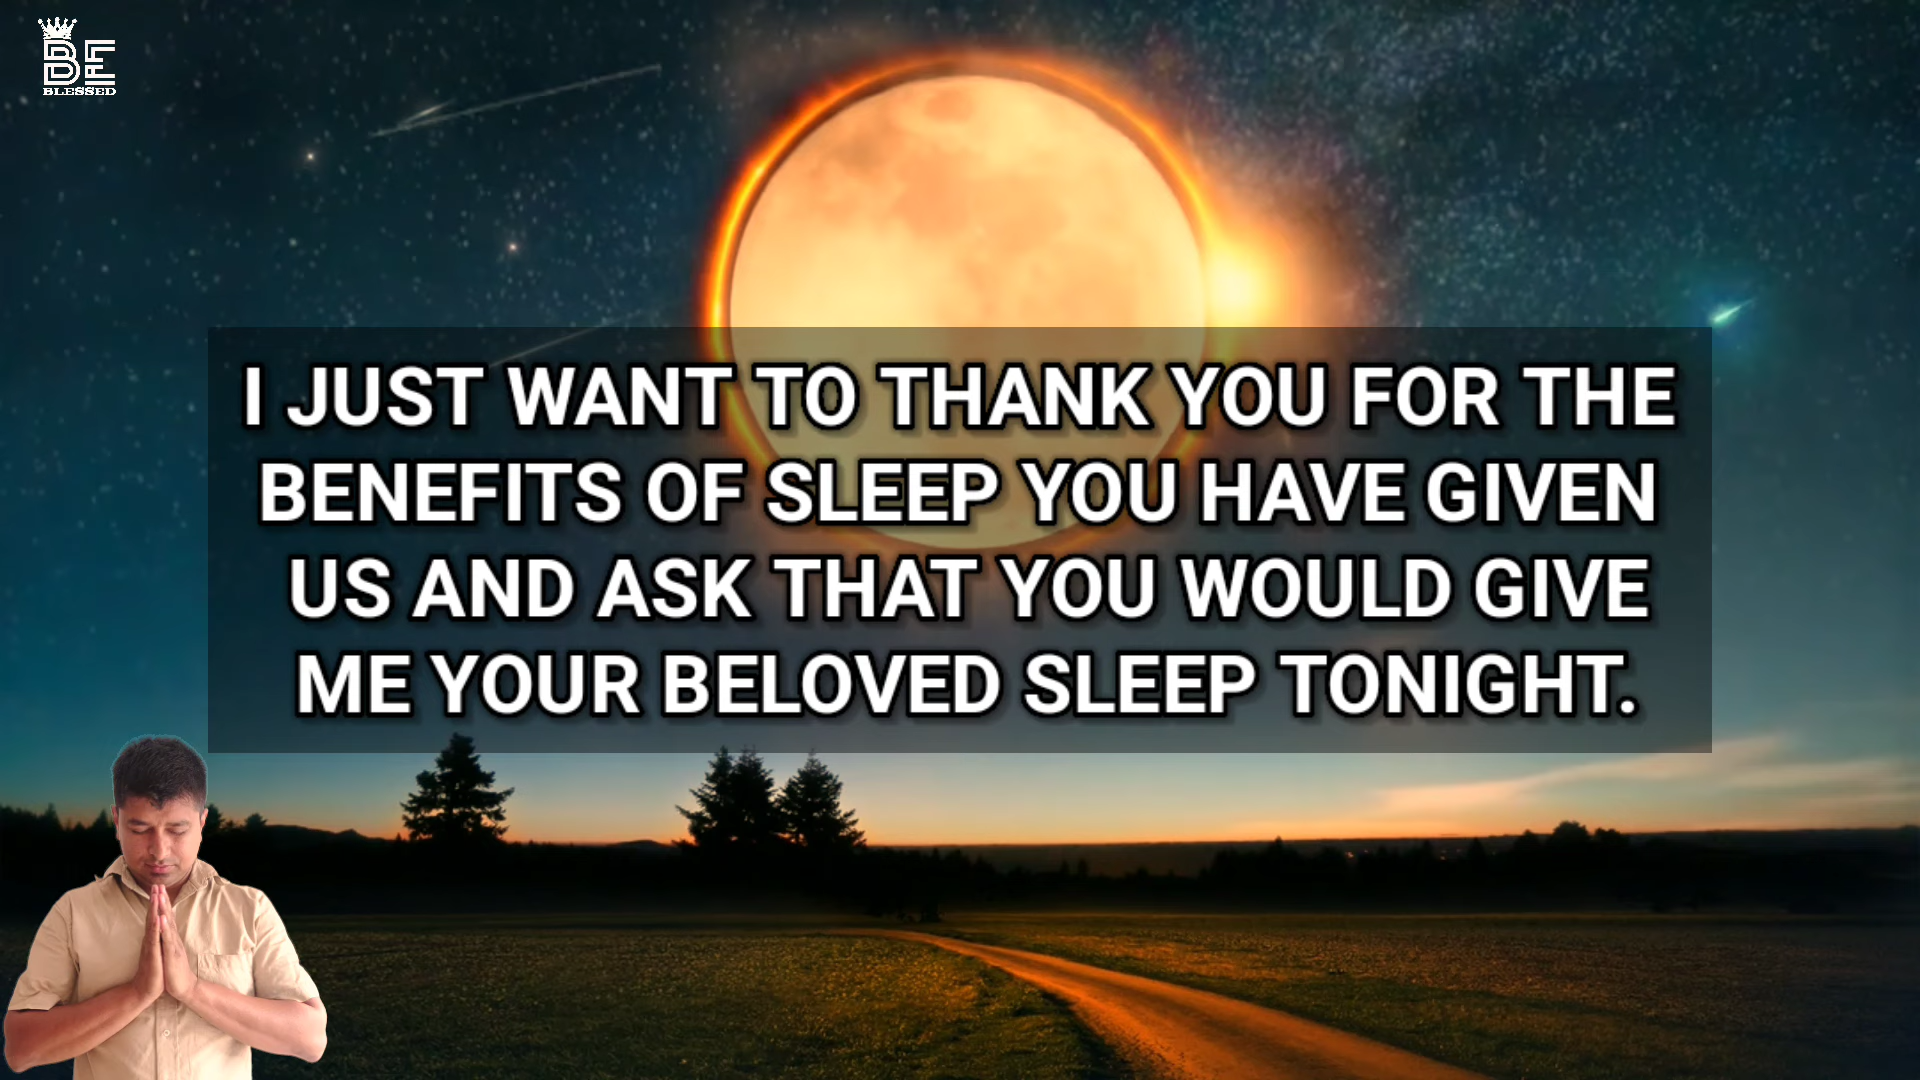 BE
BLESSED
I JUST WANT TO THANK YOU FOR THE
BENEFITS OF SLEEP YOU HAVE GIVEN
US AND ASK THAT YOU WOULD GIVE
ME YOUR BELOVED SLEEP TONIGHT.